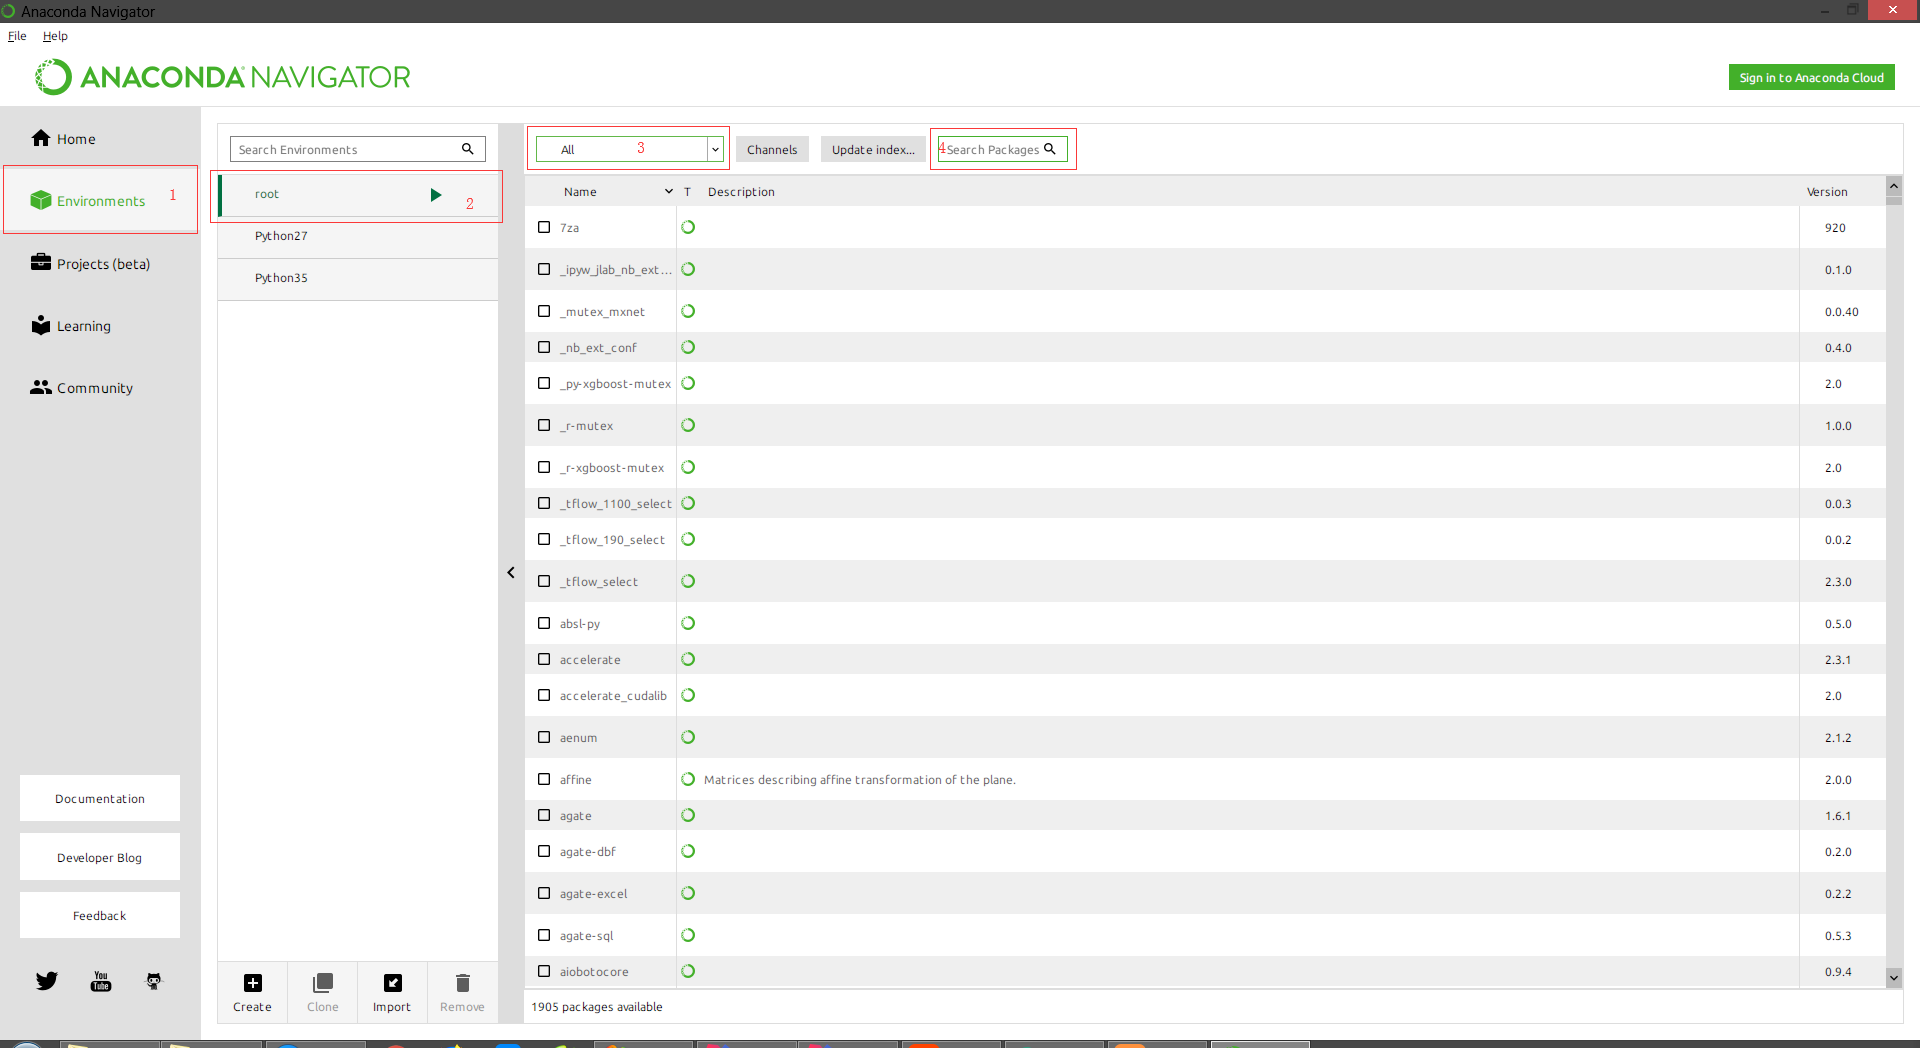 Anaconda Navigator
File Help
ANACONDA NAVIGATOR
Sign in to Anaconda Cloud
Home
Environments 1
Projects (beta)
Learning
Community
Documentation
Developer Blog
Feedback
You Tube
Search Environments
root 2
Python27
Python35
Create Clone Import Remove
All 3 Channels Update index... 4 Search Packages
Name T Description Version
7za 920
_ipyw_jlab_nb_ext... 0.1.0
_mutex_mxnet 0.0.40
_nb_ext_conf 0.4.0
_py-xgboost-mutex 2.0
_r-mutex 1.0.0
_r-xgboost-mutex 2.0
_tflow_1100_select 0.0.3
_tflow_190_select 0.0.2
_tflow_select 2.3.0
absl-py 0.5.0
accelerate 2.3.1
accelerate_cudalib 2.0
aenum 2.1.2
affine Matrices describing affine transformation of the plane. 2.0.0
agate 1.6.1
agate-dbf 0.2.0
agate-excel 0.2.2
agate-sql 0.5.3
aiobotocore 0.9.4
1905 packages available